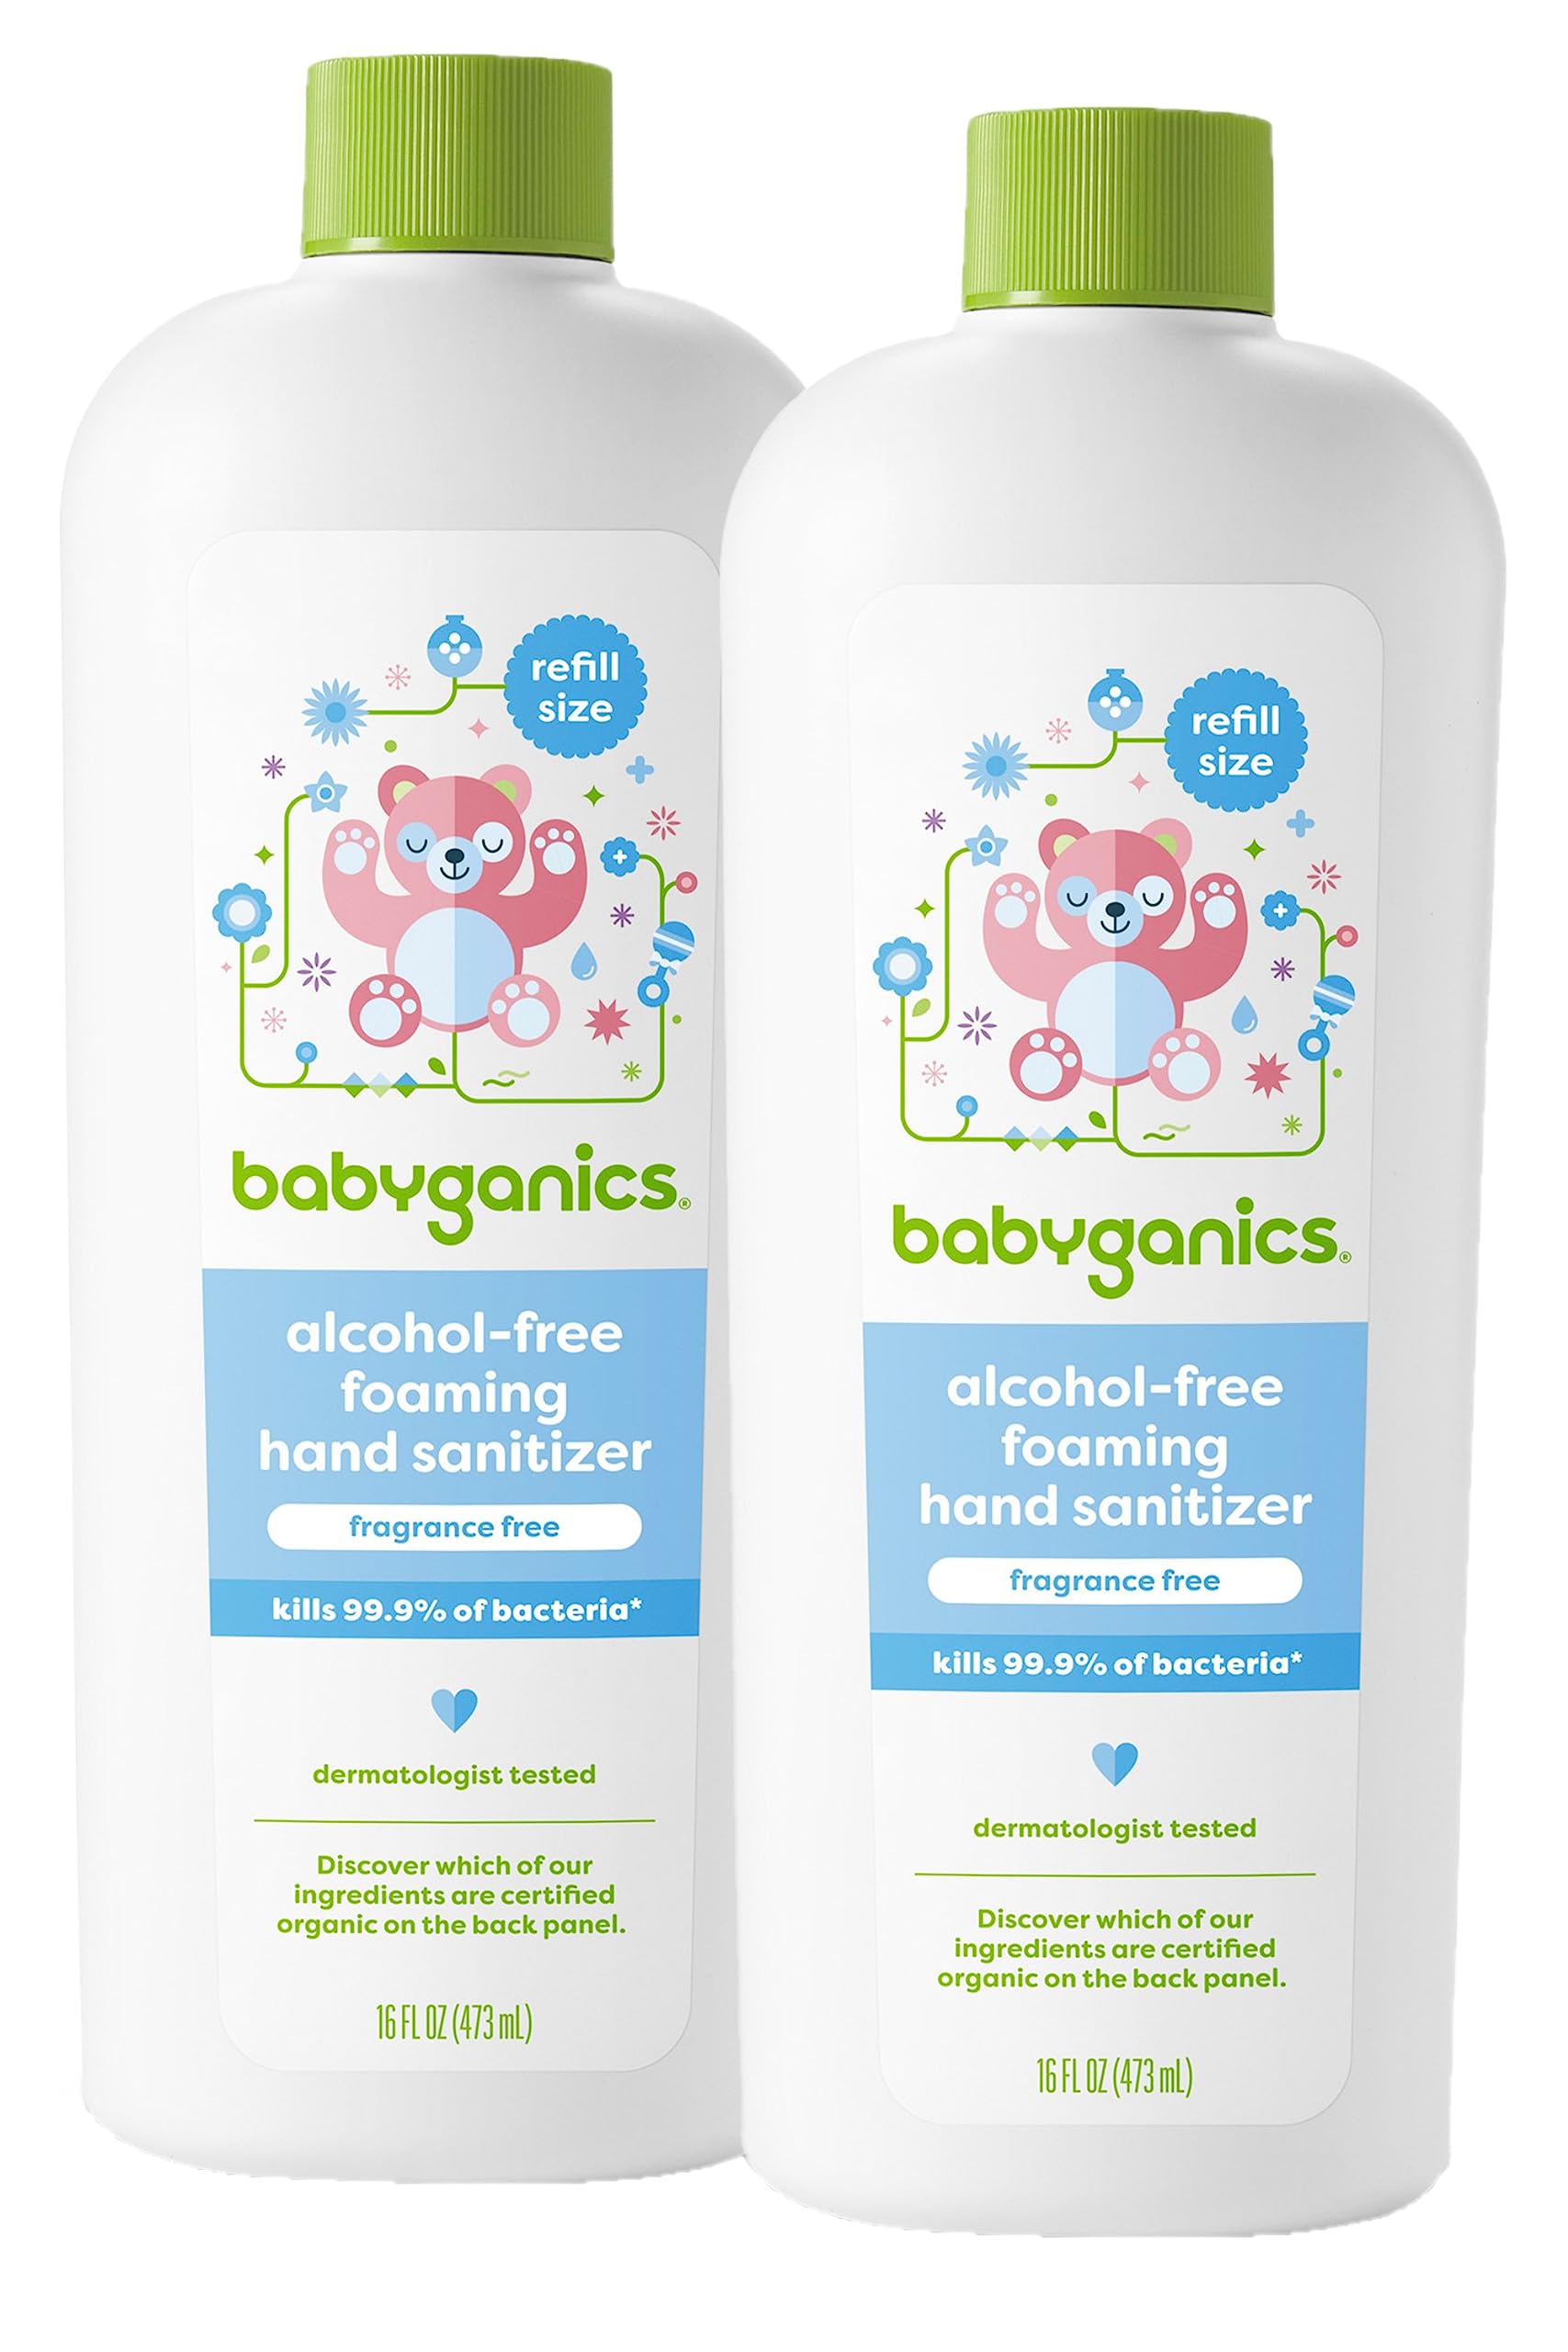 refill
size
babyganics®
alcohol-free
foaming
hand sanitizer
fragrance free
kills 99.9% of bacteria*
dermatologist tested
Discover which of our
ingredients are certified
organic on the back panel.
16 FL OZ (473 mL)
refill
size
babyganics®
alcohol-free
foaming
hand sanitizer
fragrance free
kills 99.9% of bacteria*
dermatologist tested
Discover which of our
ingredients are certified
organic on the back panel.
16 FL OZ (473 mL)